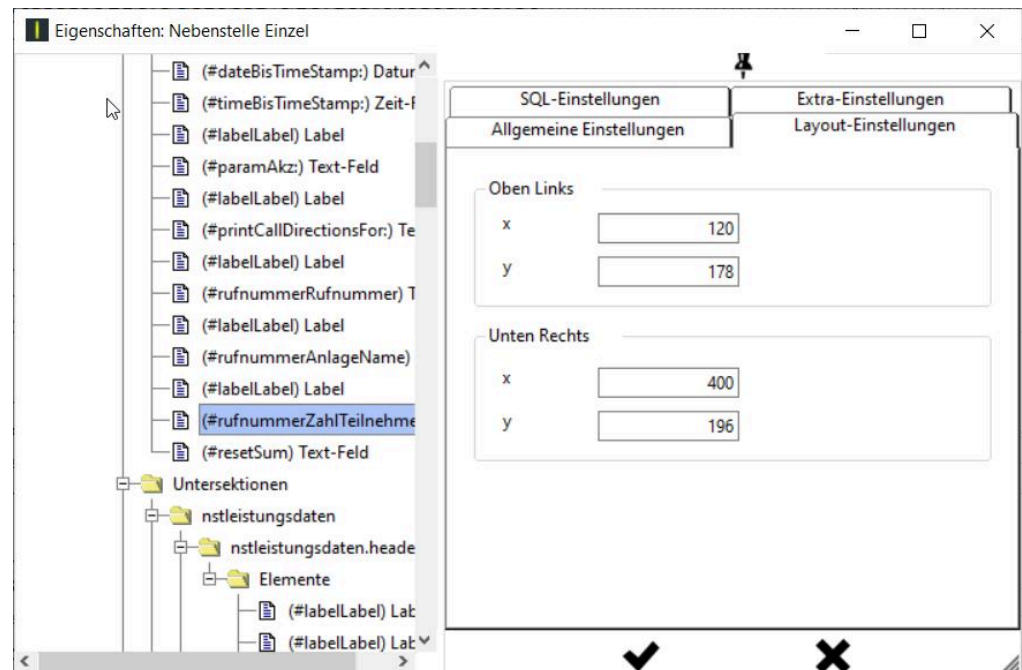 Eigenschaften: Nebenstelle Einzel
(#dateBisTimeStamp:) Datur
(#timeBisTimeStamp:) Zeit-F
(#labelLabel) Label
(#paramAkz:) Text-Feld
(#labelLabel) Label
(#printCallDirectionsFor:) Te
(#labelLabel) Label
(#rufnummerRufnummer) T
(#labelLabel) Label
(#rufnummerAnlageName)
(#labelLabel) Label
(#rufnummerZahlTeilnehme
(#resetSum) Text-Feld
Untersektionen
nstleistungsdaten
nstleistungsdaten.heade
Elemente
(#labelLabel) Lab
(#labelLabel) Lab
SQL-Einstellungen
Extra-Einstellungen
Allgemeine Einstellungen
Layout-Einstellungen
Oben Links
x 120
y 178
Unten Rechts
x 400
y 196